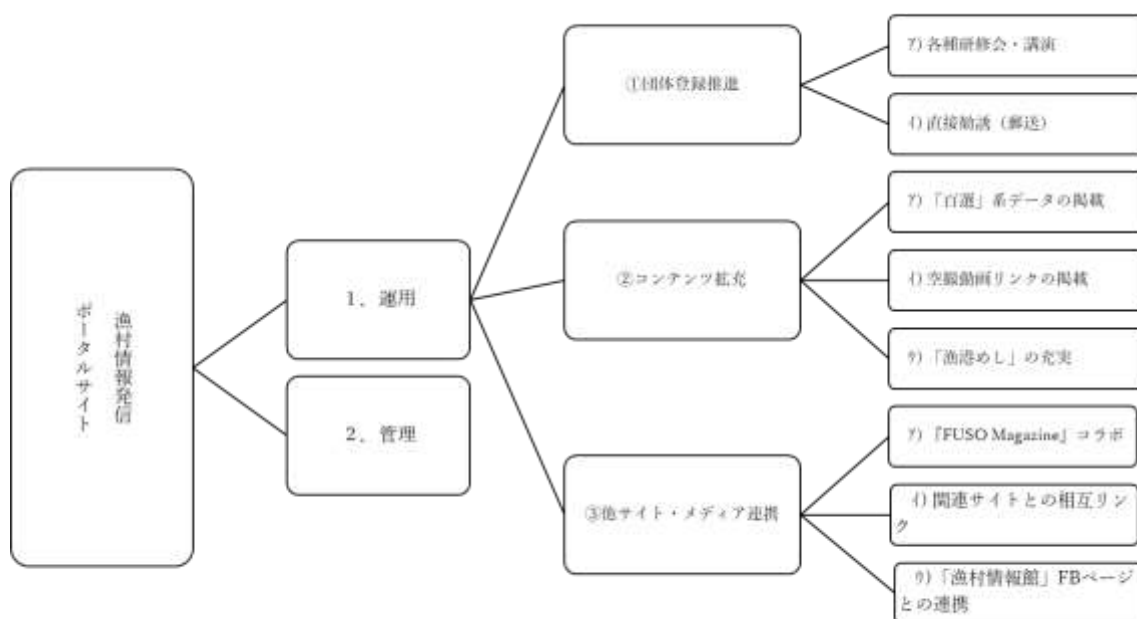 漁村情報発信
ポータルサイト
１、運用
２、管理
①団体登録推進
ｱ) 各種研修会・講演
ｲ) 直接勧誘（郵送）
②コンテンツ拡充
ｱ) 「百選」系データの掲載
ｲ) 空撮動画リンクの掲載
ｳ) 「漁港めし」の充実
③他サイト・メディア連携
ｱ) 『FUSO Magazine』コラボ
ｲ) 関連サイトとの相互リン
ク
ｳ) 「漁村情報館」FBページ
との連携